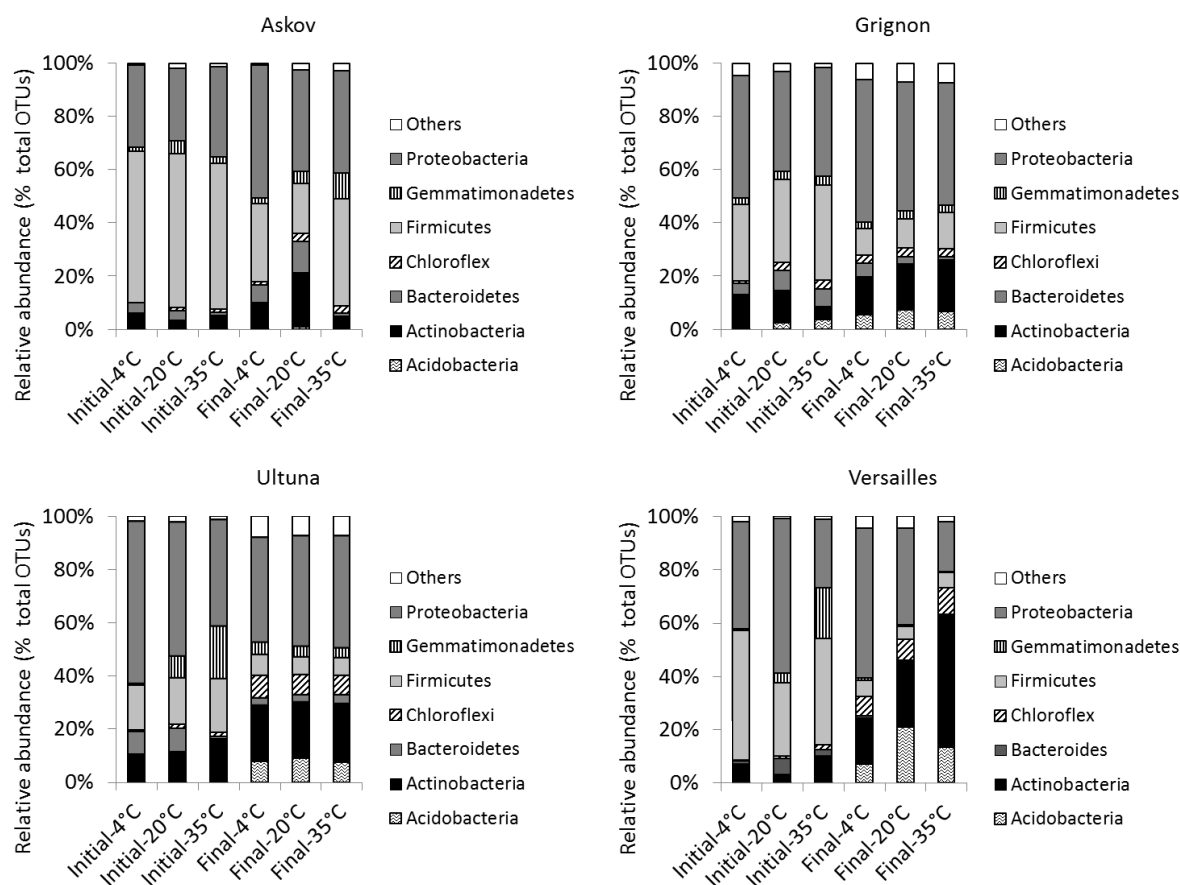 Askov
Relative abundance (% total OTUs)
100%
80%
60%
40%
20%
0%
Initial-4°C
Initial-20°C
Initial-35°C
Final-4°C
Final-20°C
Final-35°C
Others
Proteobacteria
Gemmatimonadetes
Firmicutes
Chloroflex
Bacteroidetes
Actinobacteria
Acidobacteria
Grignon
Relative abundance (% total OTUs)
100%
80%
60%
40%
20%
0%
Initial-4°C
Initial-20°C
Initial-35°C
Final-4°C
Final-20°C
Final-35°C
Others
Proteobacteria
Gemmatimonadetes
Firmicutes
Chloroflexi
Bacteroidetes
Actinobacteria
Acidobacteria
Ultuna
Relative abundance (% total OTUs)
100%
80%
60%
40%
20%
0%
Initial-4°C
Initial-20°C
Initial-35°C
Final-4°C
Final-20°C
Final-35°C
Others
Proteobacteria
Gemmatimonadetes
Firmicutes
Chloroflexi
Bacteroidetes
Actinobacteria
Acidobacteria
Versailles
Relative abundance (% total OTUs)
100%
80%
60%
40%
20%
0%
Initial-4°C
Initial-20°C
Initial-35°C
Final-4°C
Final-20°C
Final-35°C
Others
Proteobacteria
Gemmatimonadetes
Firmicutes
Chloroflex
Bacteroides
Actinobacteria
Acidobacteria